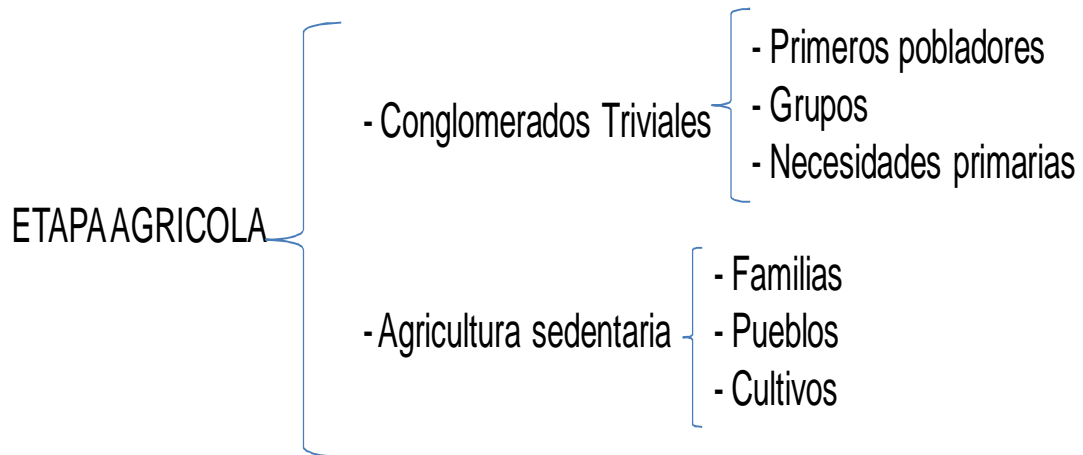 ETAPA AGRICOLA
- Conglomerados Triviales
- Primeros pobladores
- Grupos
- Necesidades primarias
- Agricultura sedentaria
- Familias
- Pueblos
- Cultivos